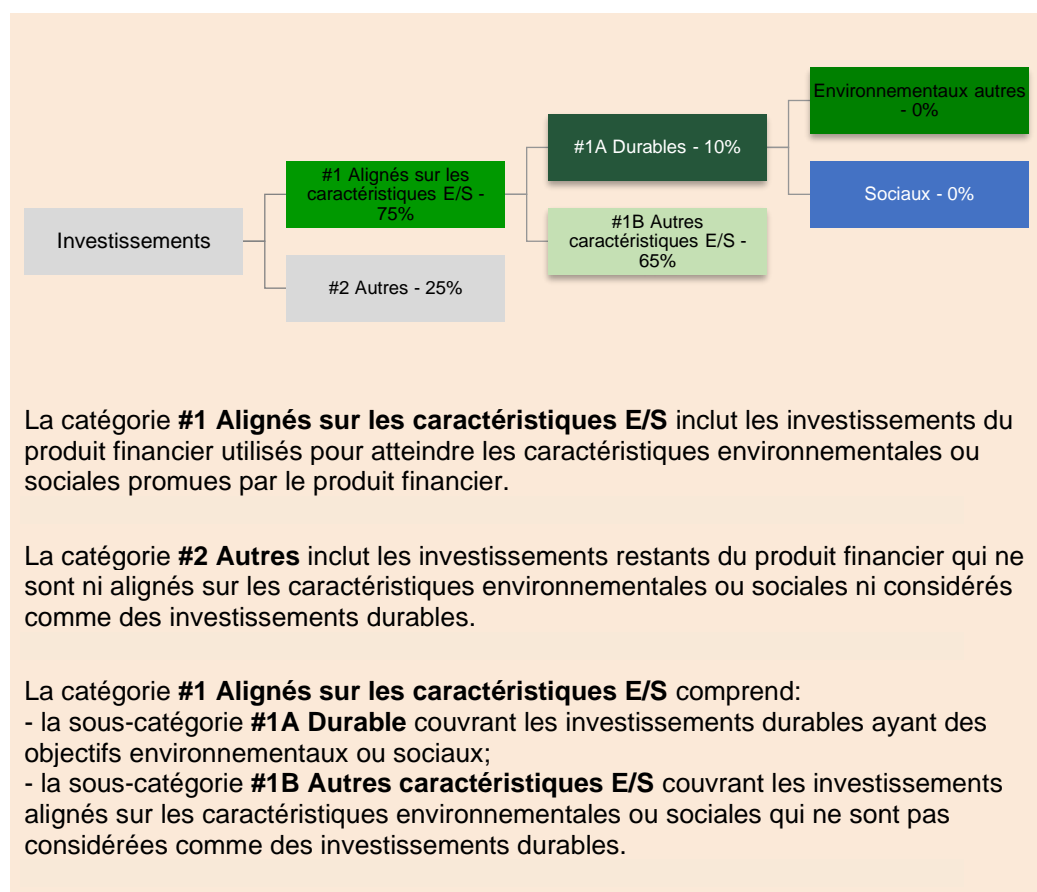 Environnementaux autres
- 0%
#1A Durables - 10%
#1 Alignés sur les
caractéristiques E/S -
75%
Sociaux - 0%
Investissements
#1B Autres
caractéristiques E/S -
65%
#2 Autres - 25%
La catégorie #1 Alignés sur les caractéristiques E/S inclut les investissements du
produit financier utilisés pour atteindre les caractéristiques environnementales ou
sociales promues par le produit financier.
La catégorie #2 Autres inclut les investissements restants du produit financier qui ne
sont ni alignés sur les caractéristiques environnementales ou sociales ni considérés
comme des investissements durables.
La catégorie #1 Alignés sur les caractéristiques E/S comprend:
- la sous-catégorie #1A Durable couvrant les investissements durables ayant des
objectifs environnementaux ou sociaux;
- la sous-catégorie #1B Autres caractéristiques E/S couvrant les investissements
alignés sur les caractéristiques environnementales ou sociales qui ne sont pas
considérées comme des investissements durables.